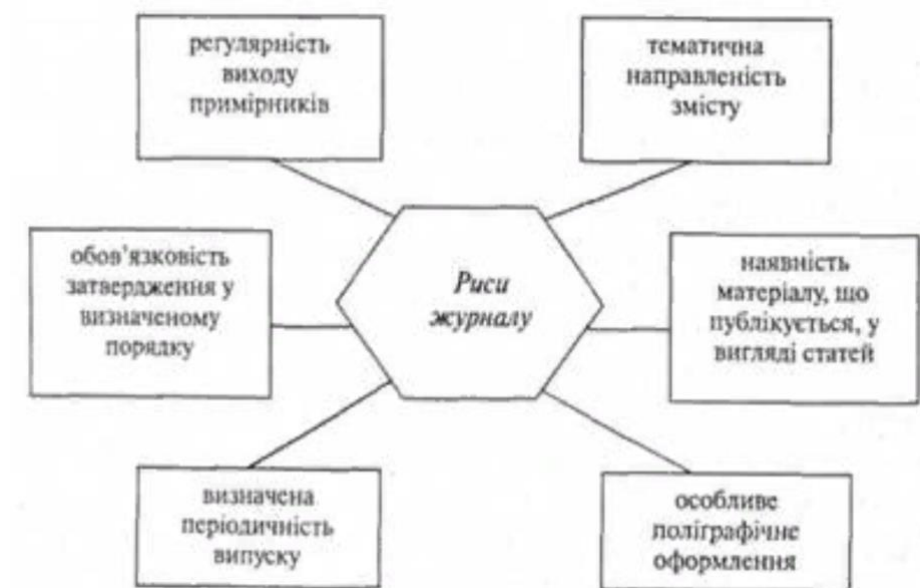 регулярність
виходу
примірників
тематична
направленість
змісту
обов’язковість
затвердження у
визначеному
порядку
Риси
журналу
наявність
матеріалу, що
публікується, у
вигляді статей
визначена
періодичність
випуску
особливе
поліграфічне
оформлення